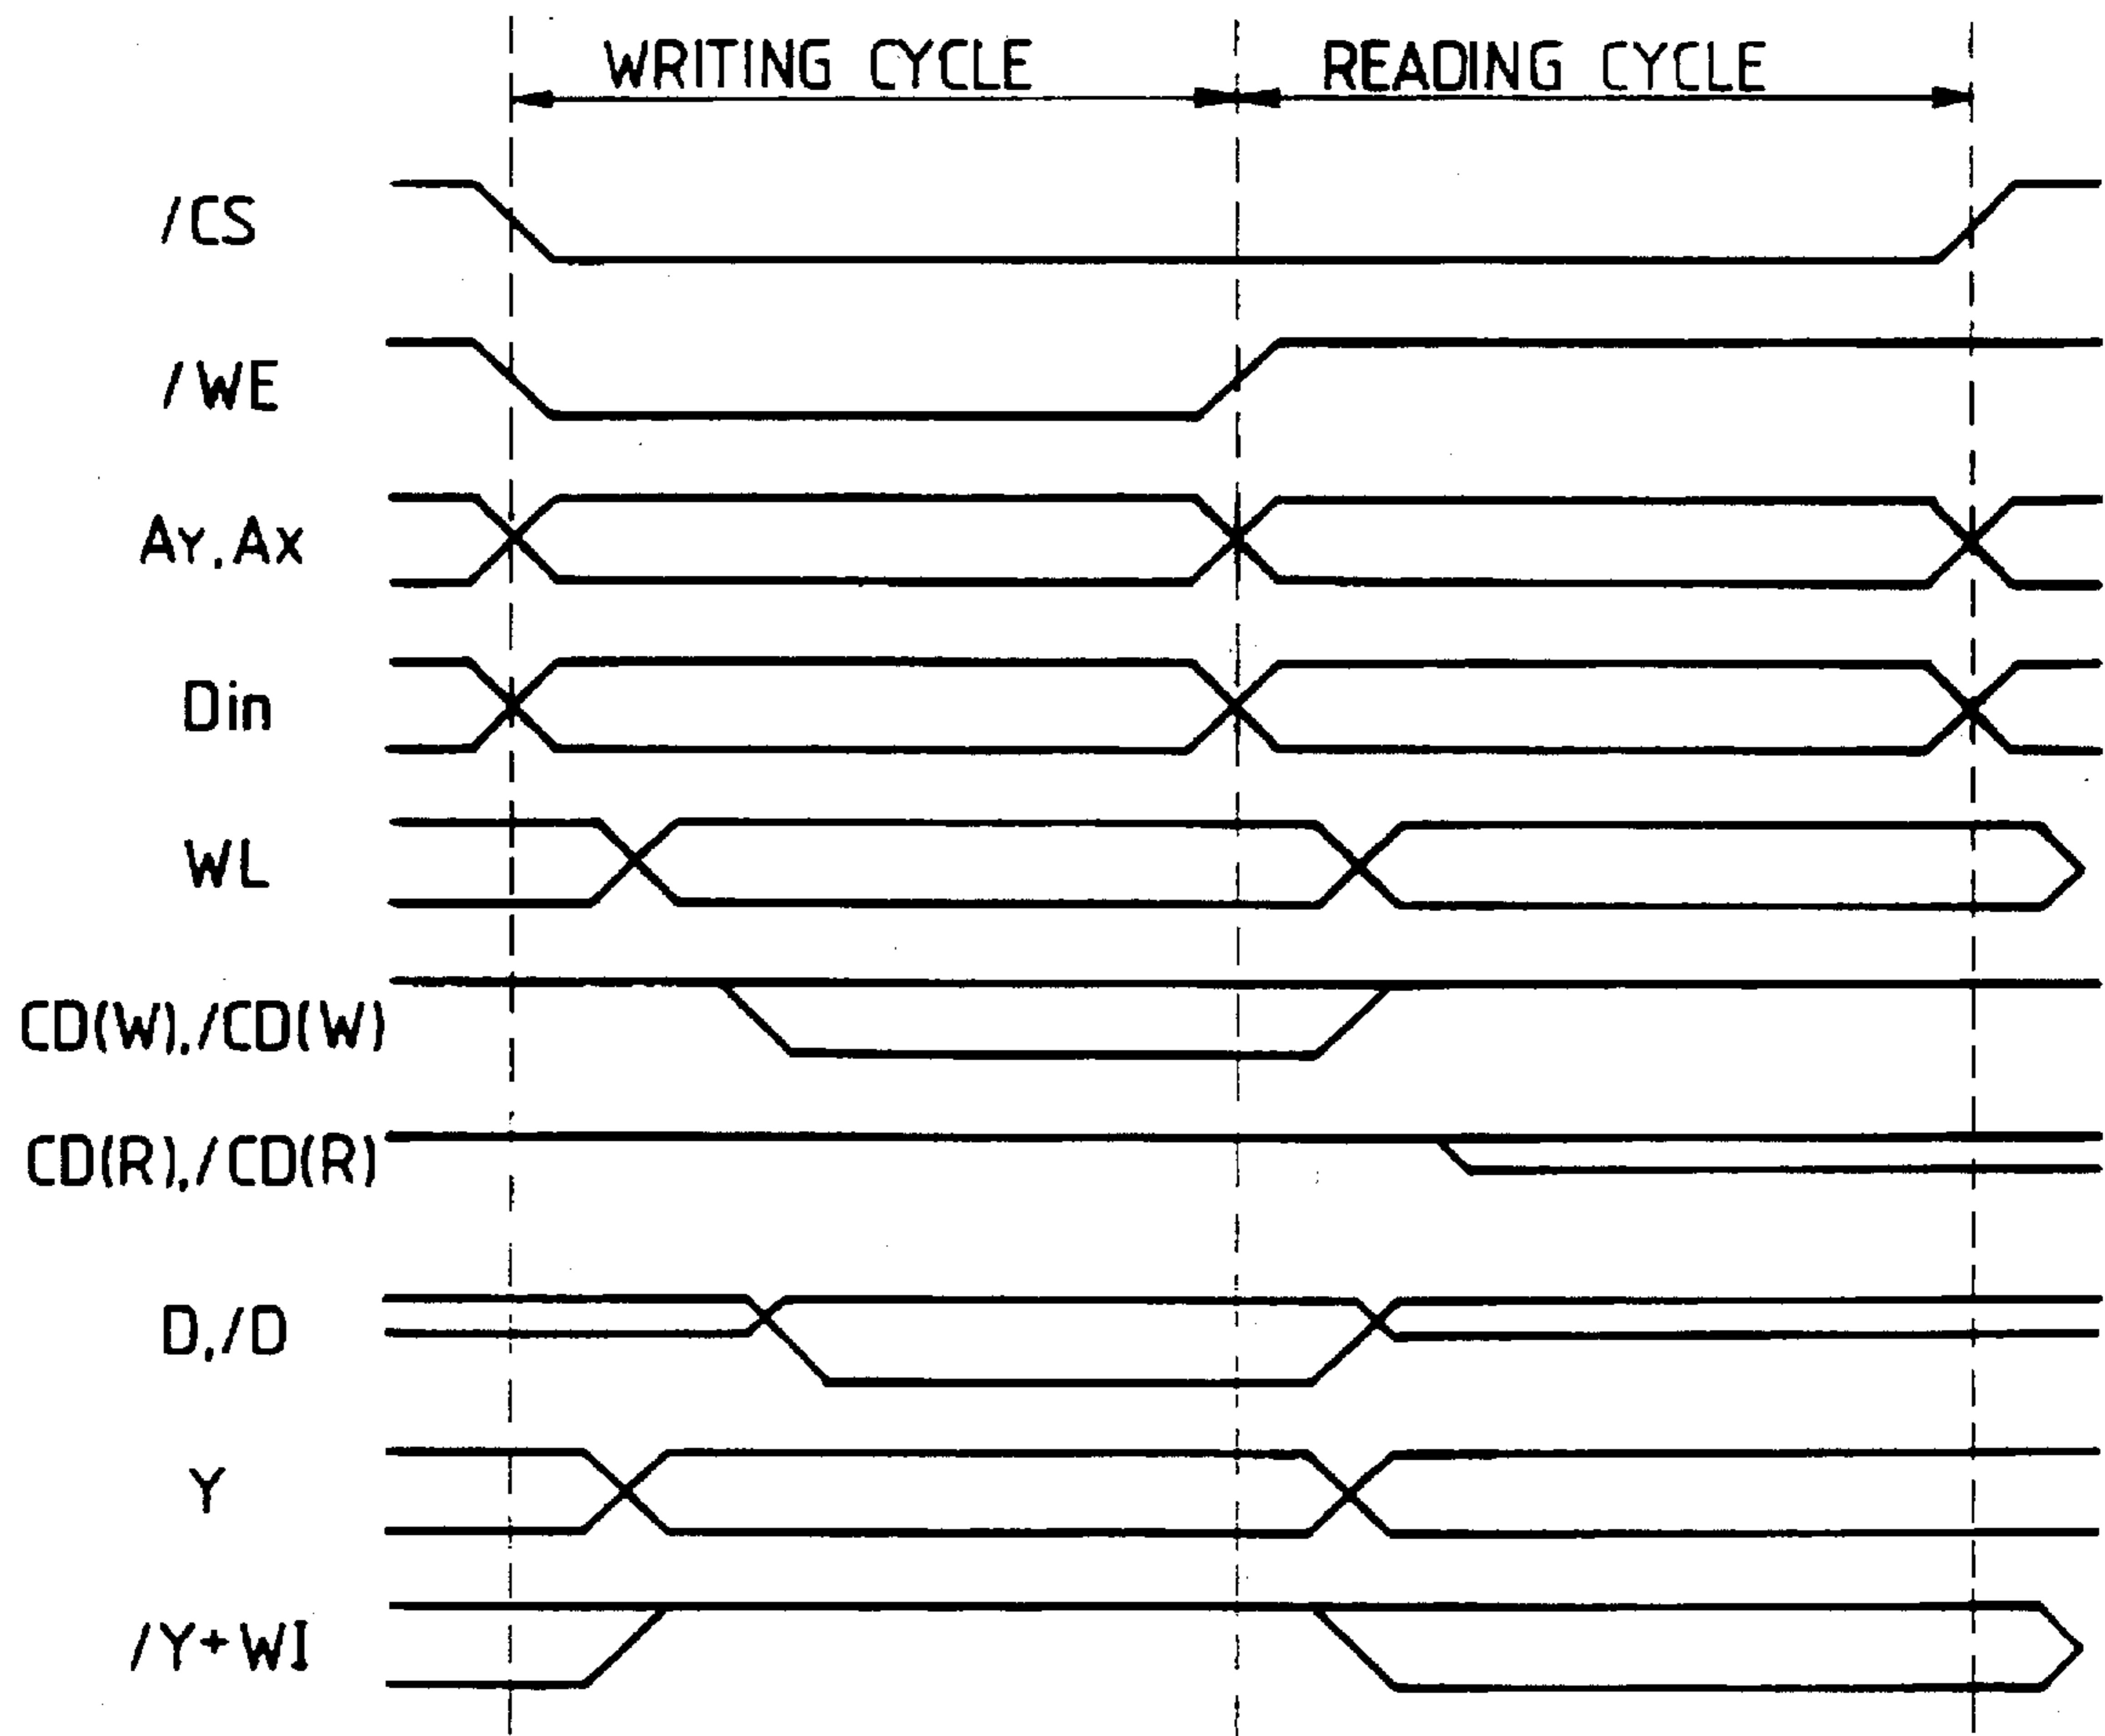 WRITING CYCLE READING CYCLE
/CS
/WE
AY,AX
Din
WL
CD(W),/CD(W)
CD(R),/CD(R)
D,/D
Y
/Y+WI